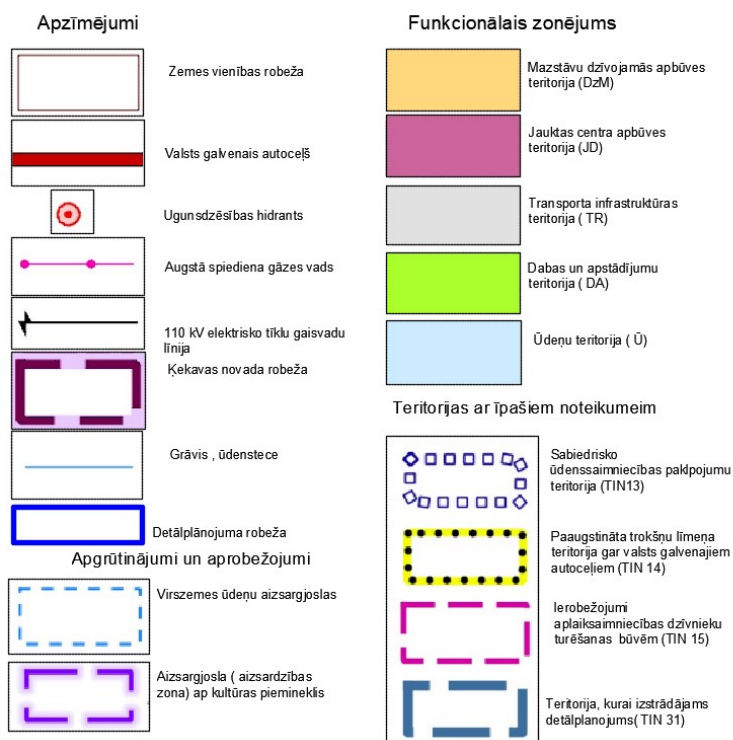 Apzīmējumi
Zemes vienības robeža
Valsts galvenais autoceļš
Ugunsdzēsības hidrants
Augstā spiediena gāzes vads
110 kV elektrisko tīklu gaisvadu
līnija
Ķekavas novada robeža
Grāvis , ūdenstece
Detālplānojuma robeža
Apgrūtinājumi un aprobežojumi
Virszemes ūdeņu aizsargjoslas
Aizsargjosla ( aizsardzības
zona) ap kultūras piemineklis
Funkcionālais zonējums
Mazstāvu dzīvojamās apbūves
teritorija (DzM)
Jauktas centra apbūves
teritorija (JD)
Transporta infrastruktūras
teritorija ( TR)
Dabas un apstādījumu
teritorija ( DA)
Ūdeņu teritorija ( Ū)
Teritorijas ar īpašiem noteikumeim
Sabiedrisko
ūdenssaimniecības paklpojumu
teritorija (TIN13)
Paaugstināta trokšņu līmeņa
teritorija gar valsts galvenajiem
autoceļiem (TIN 14)
Ierobežojumi
aplaiksaimniecības dzīvnieku
turēšanas būvēm (TIN 15)
Teritorija, kurai izstrādājams
detālplanojums( TIN 31)